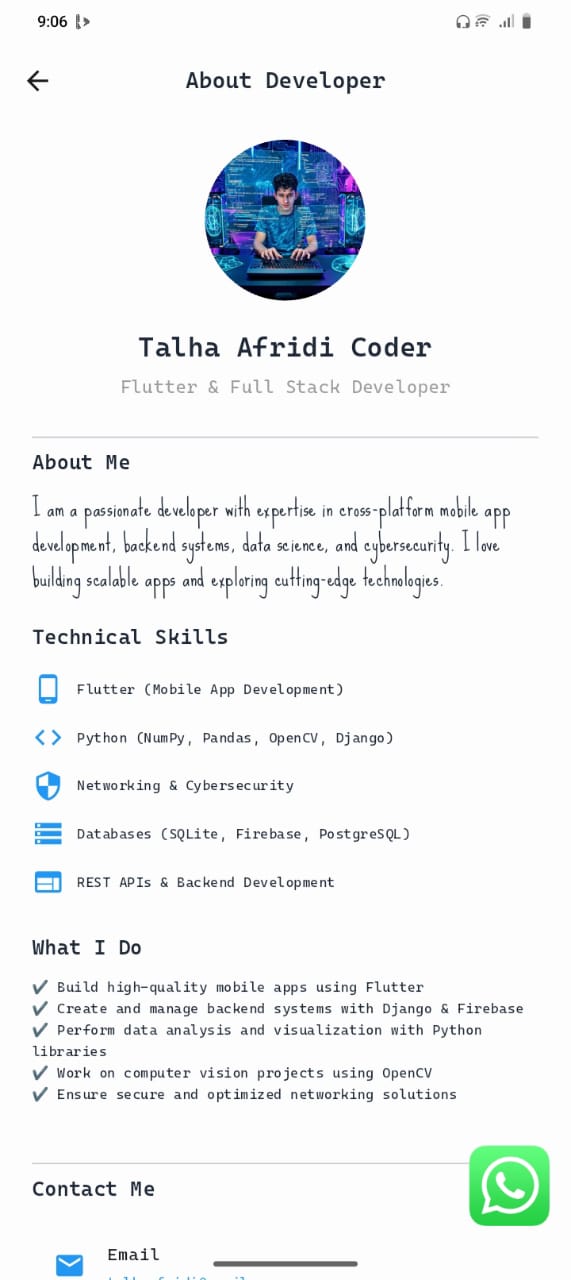 9:06
About Developer
Talha Afridi Coder
Flutter & Full Stack Developer
About Me
I am a passionate developer with expertise in cross-platform mobile app
development, backend systems, data science, and cybersecurity. I love
building scalable apps and exploring cutting-edge technologies.
Technical Skills
Flutter (Mobile App Development)
Python (NumPy, Pandas, OpenCV, Django)
Networking & Cybersecurity
Databases (SQLite, Firebase, PostgreSQL)
REST APIs & Backend Development
What I Do
✔ Build high-quality mobile apps using Flutter
✔ Create and manage backend systems with Django & Firebase
✔ Perform data analysis and visualization with Python
libraries
✔ Work on computer vision projects using OpenCV
✔ Ensure secure and optimized networking solutions
Contact Me
Email